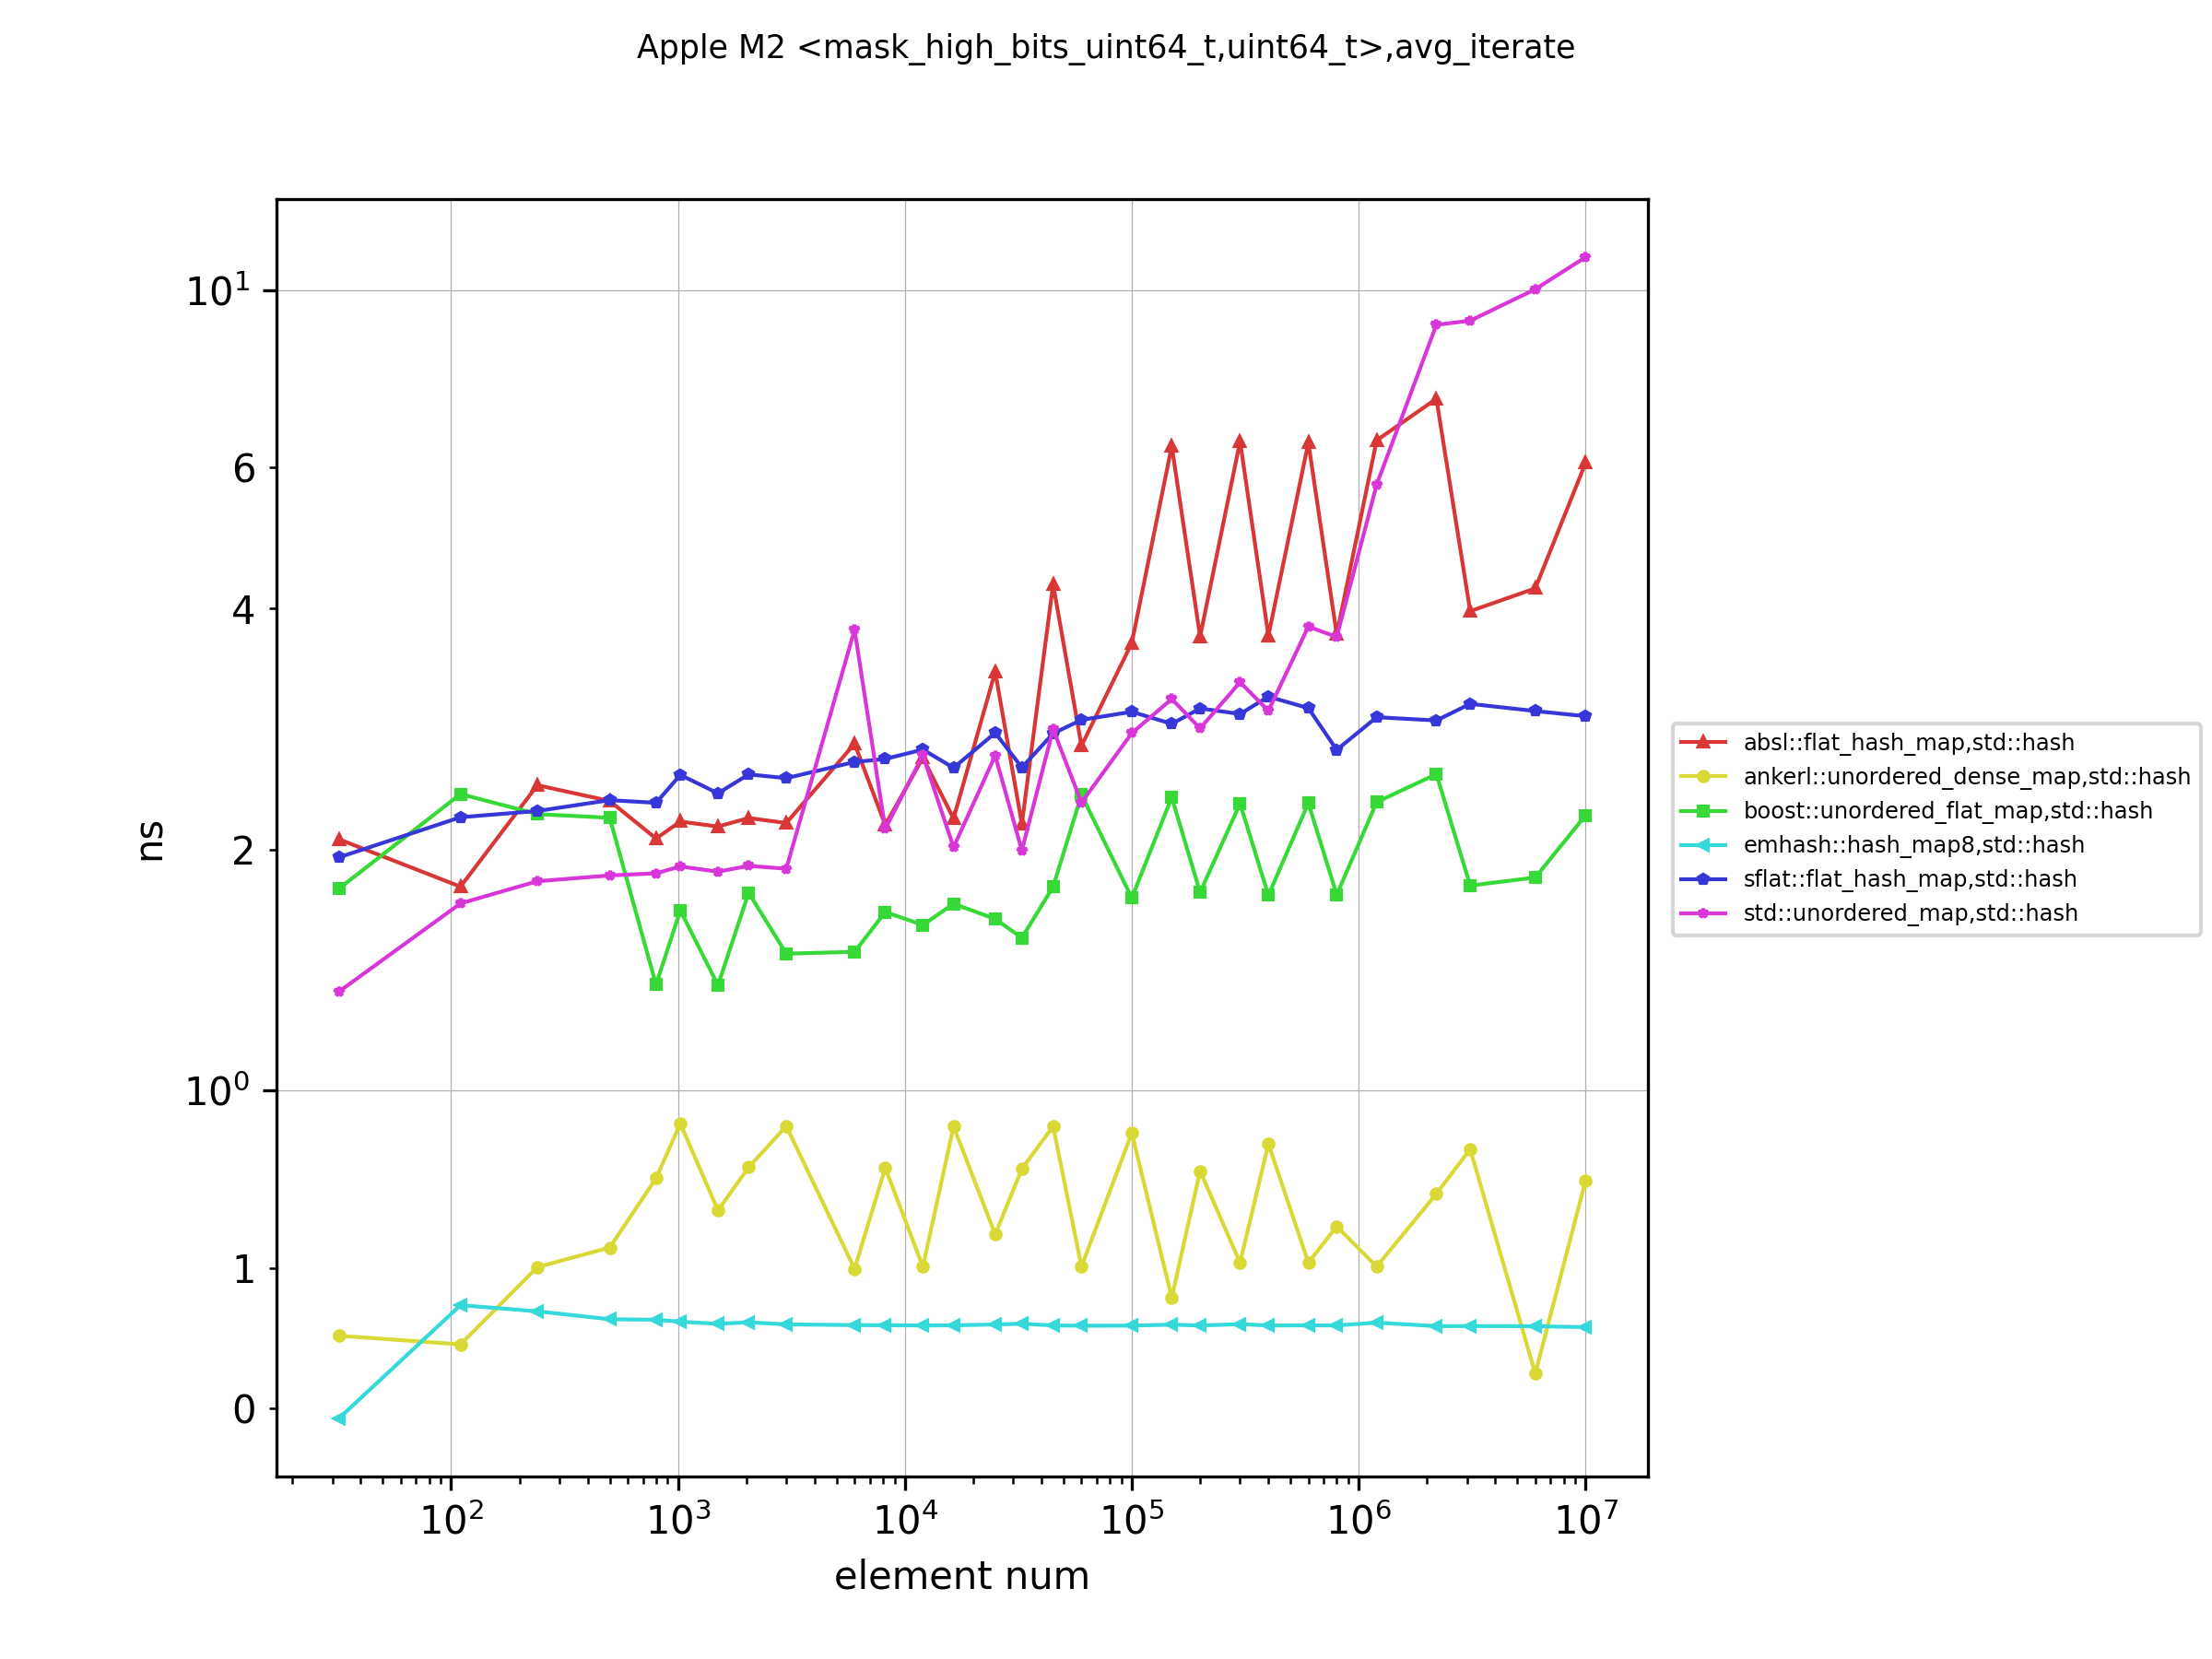 Apple M2 <mask_high_bits_uint64_t,uint64_t>,avg_iterate
10¹
6
4
2
10⁰
1
0
ns
10² 10³ 10⁴ 10⁵ 10⁶ 10⁷
element num
absl::flat_hash_map,std::hash
ankerl::unordered_dense_map,std::hash
boost::unordered_flat_map,std::hash
emhash::hash_map8,std::hash
sflat::flat_hash_map,std::hash
std::unordered_map,std::hash